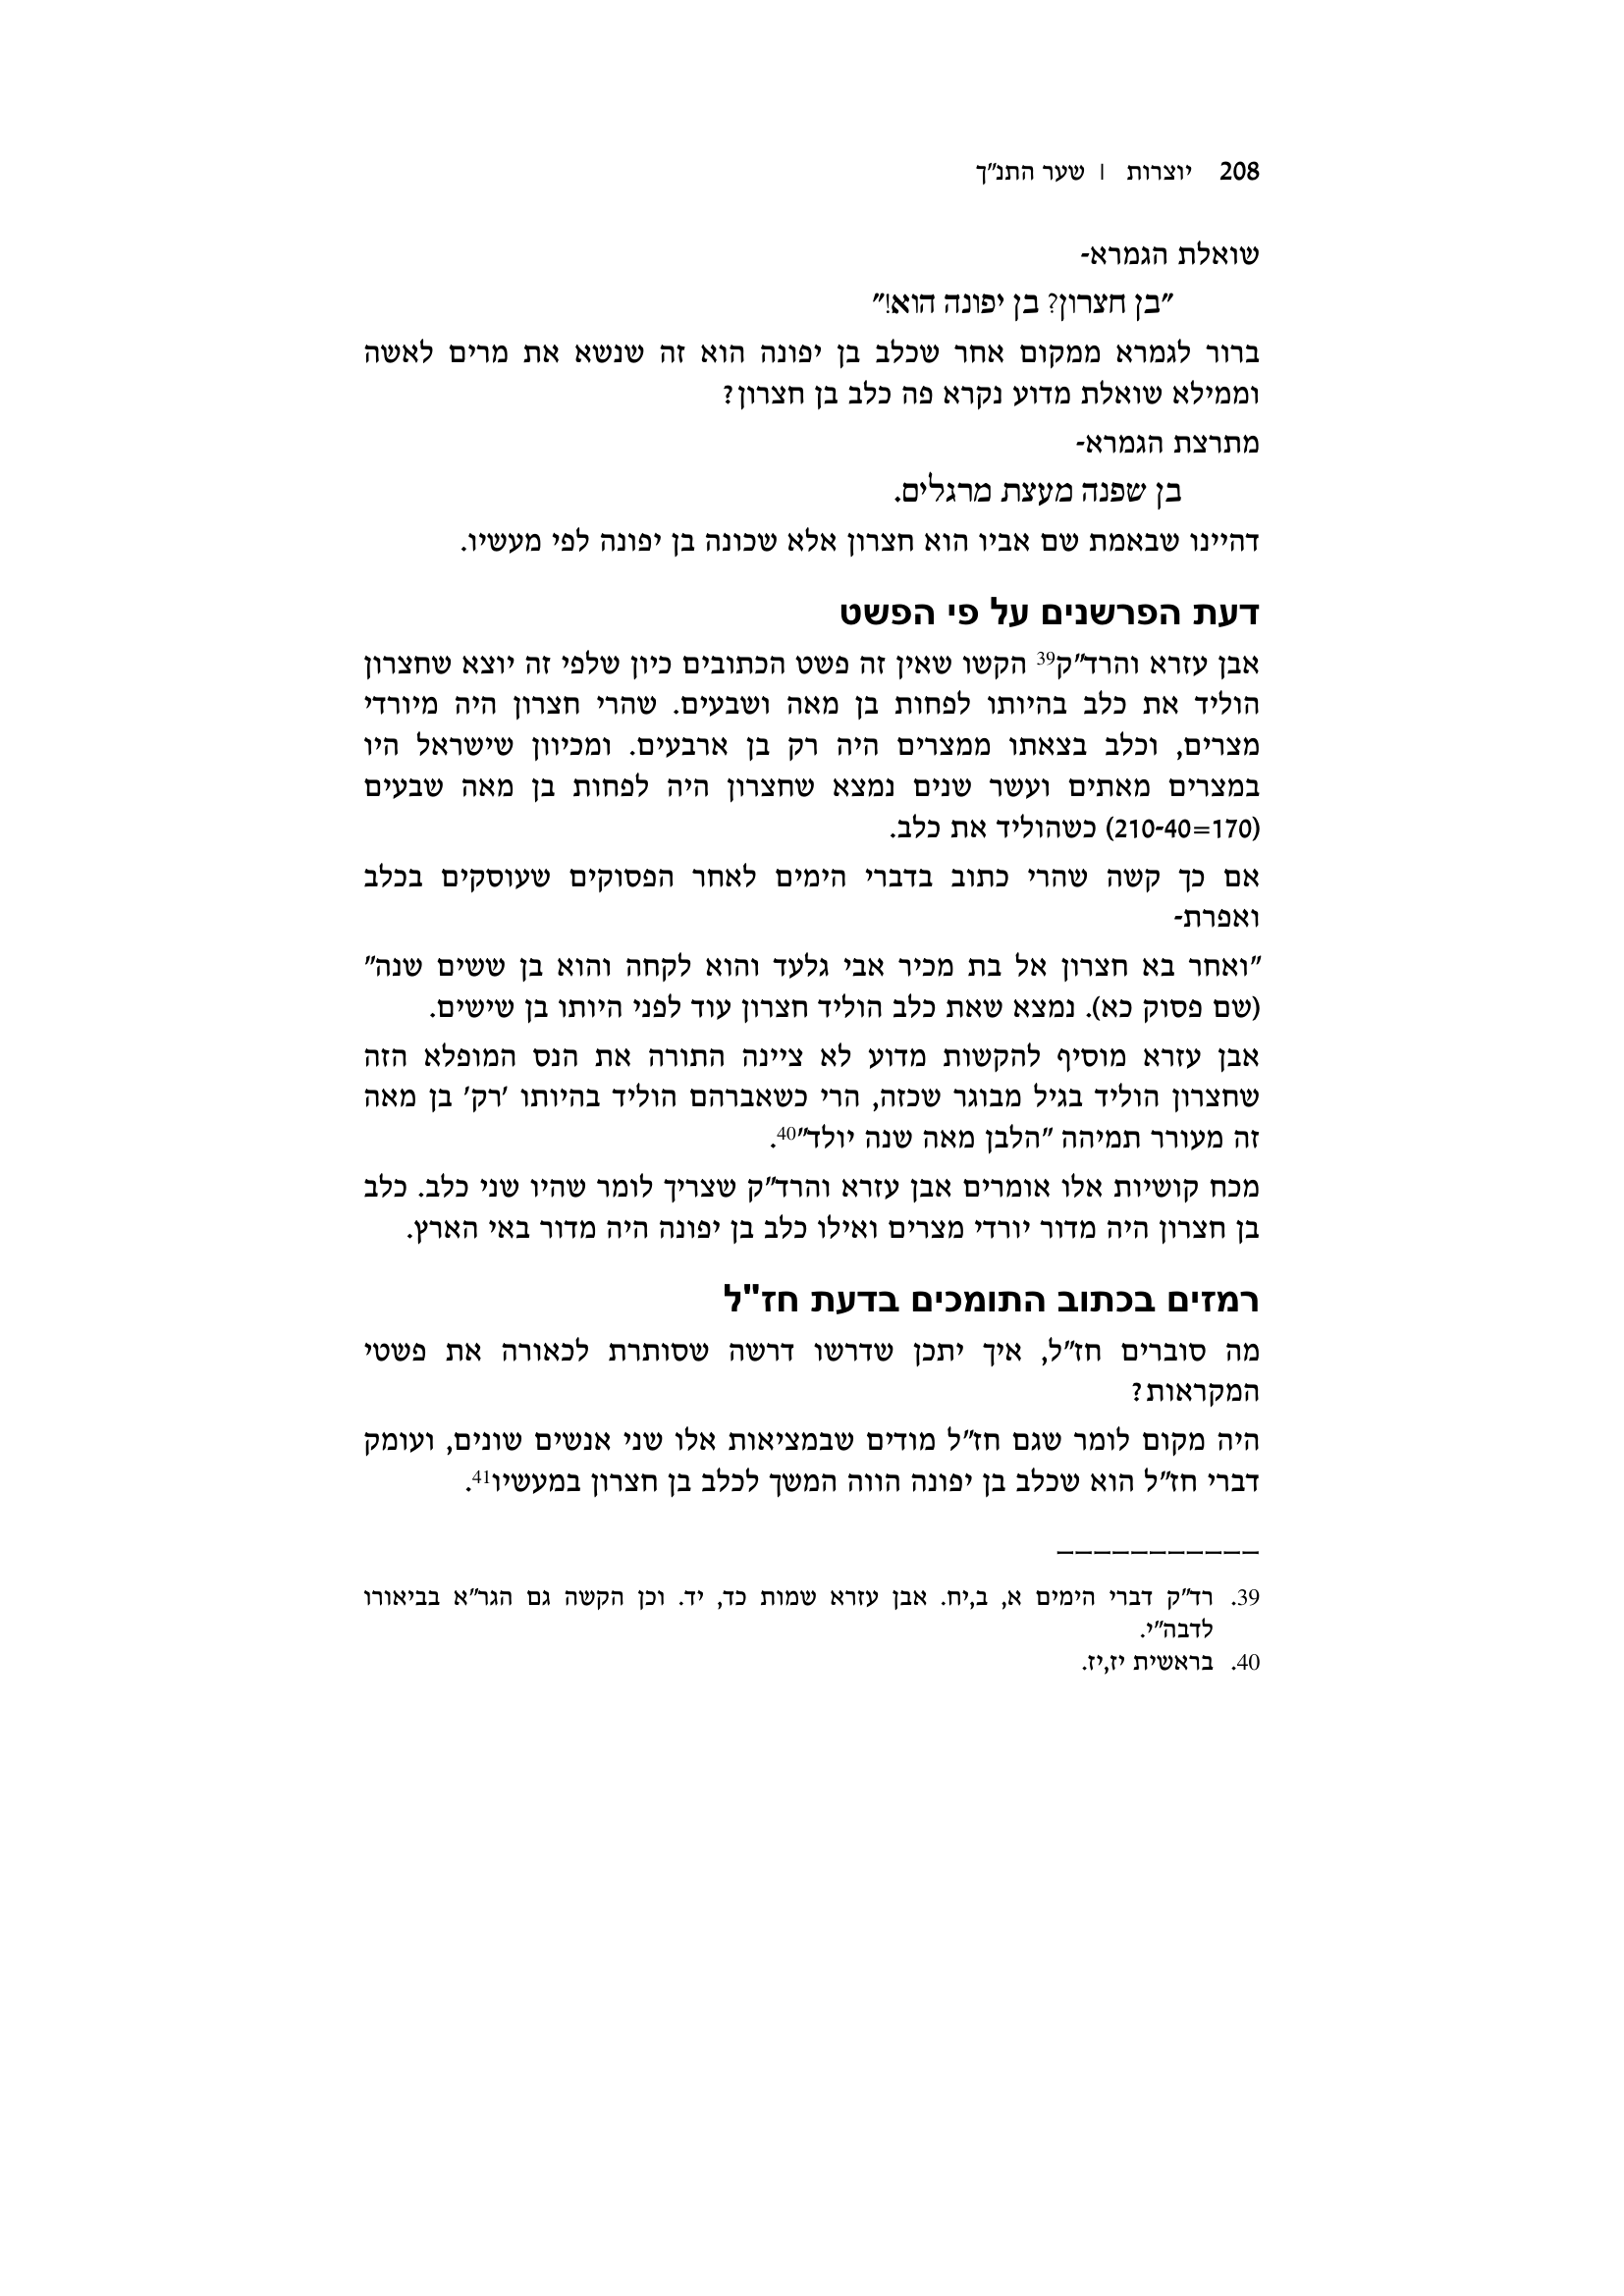 208 יוצרות | שער התנ״ך
שואלת הגמרא-
״בן חצרון? בן יפונה הוא!״
ברור לגמרא ממקום אחר שכלב בן יפונה הוא זה שנשא את מרים לאשה
וממילא שואלת מדוע נקרא פה כלב בן חצרון?
מתרצת הגמרא-
בן שפנה מעצת מרגלים.
דהיינו שבאמת שם אביו הוא חצרון אלא שכונה בן יפונה לפי מעשיו.
דעת הפרשנים על פי הפשט
אבן עזרא והרד״ק39 הקשו שאין זה פשט הכתובים כיון שלפי זה יוצא שחצרון
הוליד את כלב בהיותו לפחות בן מאה ושבעים. שהרי חצרון היה מיורדי
מצרים, וכלב בצאתו ממצרים היה רק בן ארבעים. ומכיוון שישראל היו
במצרים מאתים ועשר שנים נמצא שחצרון היה לפחות בן מאה שבעים
(210-40=170) כשהוליד את כלב.
אם כך קשה שהרי כתוב בדברי הימים לאחר הפסוקים שעוסקים בכלב
ואפרת-
״ואחר בא חצרון אל בת מכיר אבי גלעד והוא לקחה והוא בן ששים שנה״
(שם פסוק כא). נמצא שאת כלב הוליד חצרון עוד לפני היותו בן שישים.
אבן עזרא מוסיף להקשות מדוע לא ציינה התורה את הנס המופלא הזה
שחצרון הוליד בגיל מבוגר שכזה, הרי כשאברהם הוליד בהיותו ׳רק׳ בן מאה
זה מעורר תמיהה ״הלבן מאה שנה יולד״40.
מכח קושיות אלו אומרים אבן עזרא והרד״ק שצריך לומר שהיו שני כלב. כלב
בן חצרון היה מדור יורדי מצרים ואילו כלב בן יפונה היה מדור באי הארץ.
רמזים בכתוב התומכים בדעת חז"ל
מה סוברים חז״ל, איך יתכן שדרשו דרשה שסותרת לכאורה את פשטי
המקראות?
היה מקום לומר שגם חז״ל מודים שבמציאות אלו שני אנשים שונים, ועומק
דברי חז״ל הוא שכלב בן יפונה הווה המשך לכלב בן חצרון במעשיו41.
39. רד״ק דברי הימים א, ב,יח. אבן עזרא שמות כד, יד. וכן הקשה גם הגר״א בביאורו
לדבה״י.
40. בראשית יז,יז.